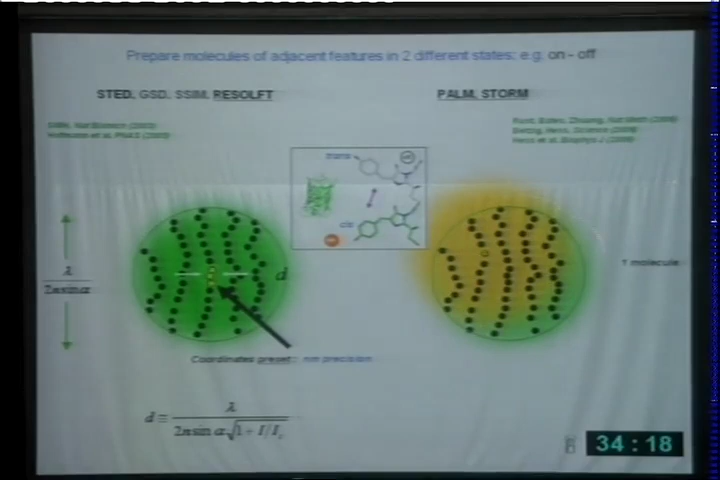 Prepare molecules of adjacent features in 2 different states: e.g. on - off
STED, GSD, SSIM, RESOLFT
PALM, STORM
trans
cis
λ
2n sin α
d
1 molecule
Coordinates preset: nm precision
d ≅ λ / 2n sin α √1 + I/Is
34:18